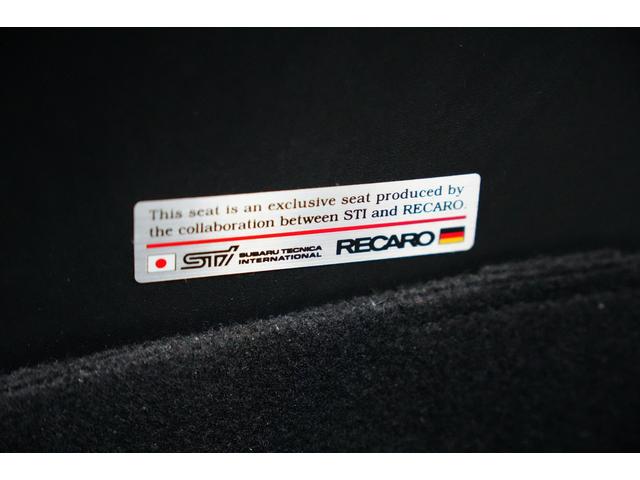 This seat is an exclusive seat produced by
the collaboration between STI and RECARO.
STI SUBARU TECNICA INTERNATIONAL RECARO